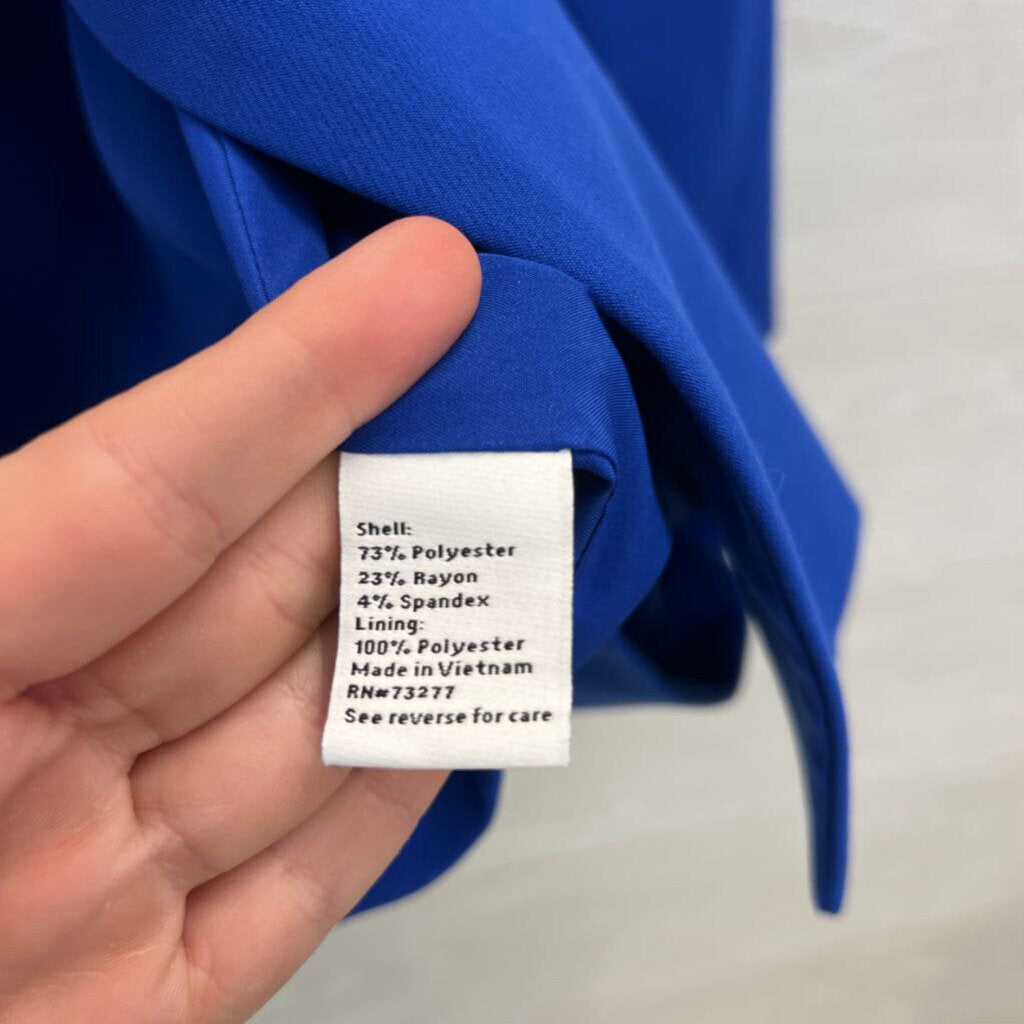 Shell:
73% Polyester
23% Rayon
4% Spandex
Lining:
100% Polyester
Made in Vietnam
RN#73277
See reverse for care